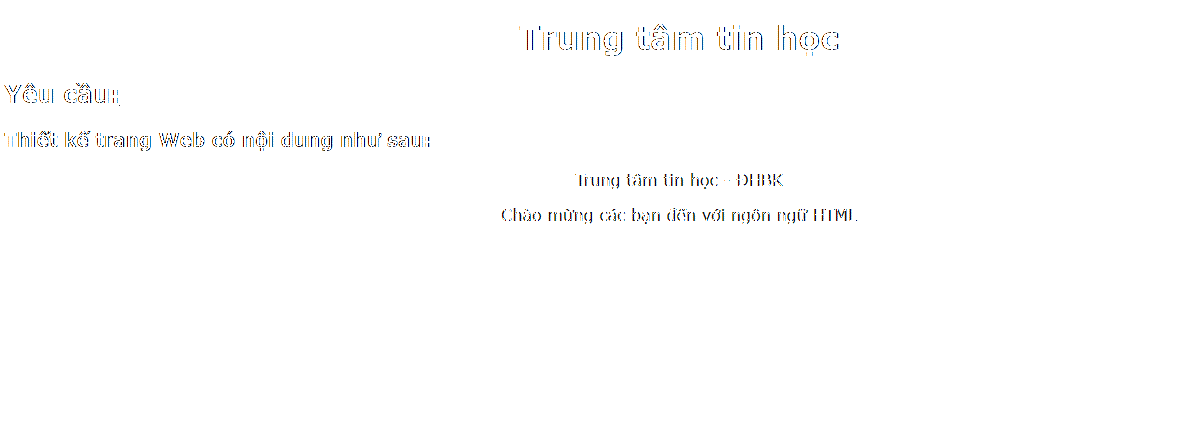 Trung tâm tin học
Yêu cầu:
Thiết kế trang Web có nội dung như sau:
Trung tâm tin học - ĐHBK
Chào mừng các bạn đến với ngôn ngữ HTML